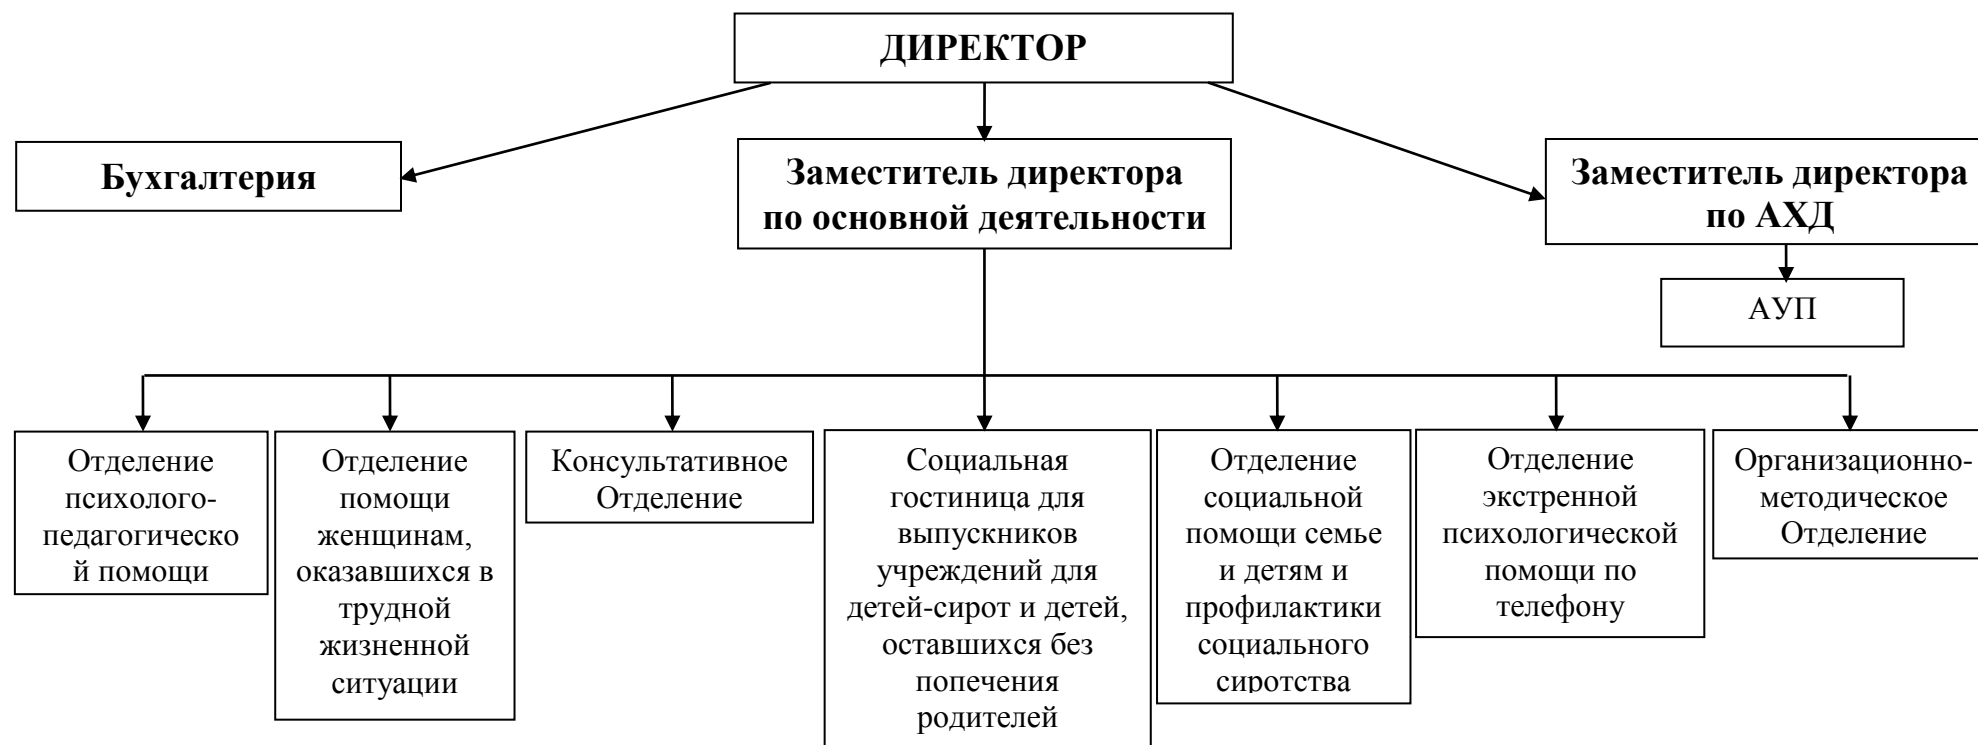 ДИРЕКТОР
Бухгалтерия
Заместитель директора
по основной деятельности
Заместитель директора
по АХД
АУП
Отделение
психолого-
педагогическо
й помощи
Отделение
помощи
женщинам,
оказавшихся в
трудной
жизненной
ситуации
Консультативное
Отделение
Социальная
гостиница для
выпускников
учреждений для
детей-сирот и детей,
оставшихся без
попечения
родителей
Отделение
социальной
помощи семье
и детям и
профилактики
социального
сиротства
Отделение
экстренной
психологической
помощи по
телефону
Организационно-
методическое
Отделение